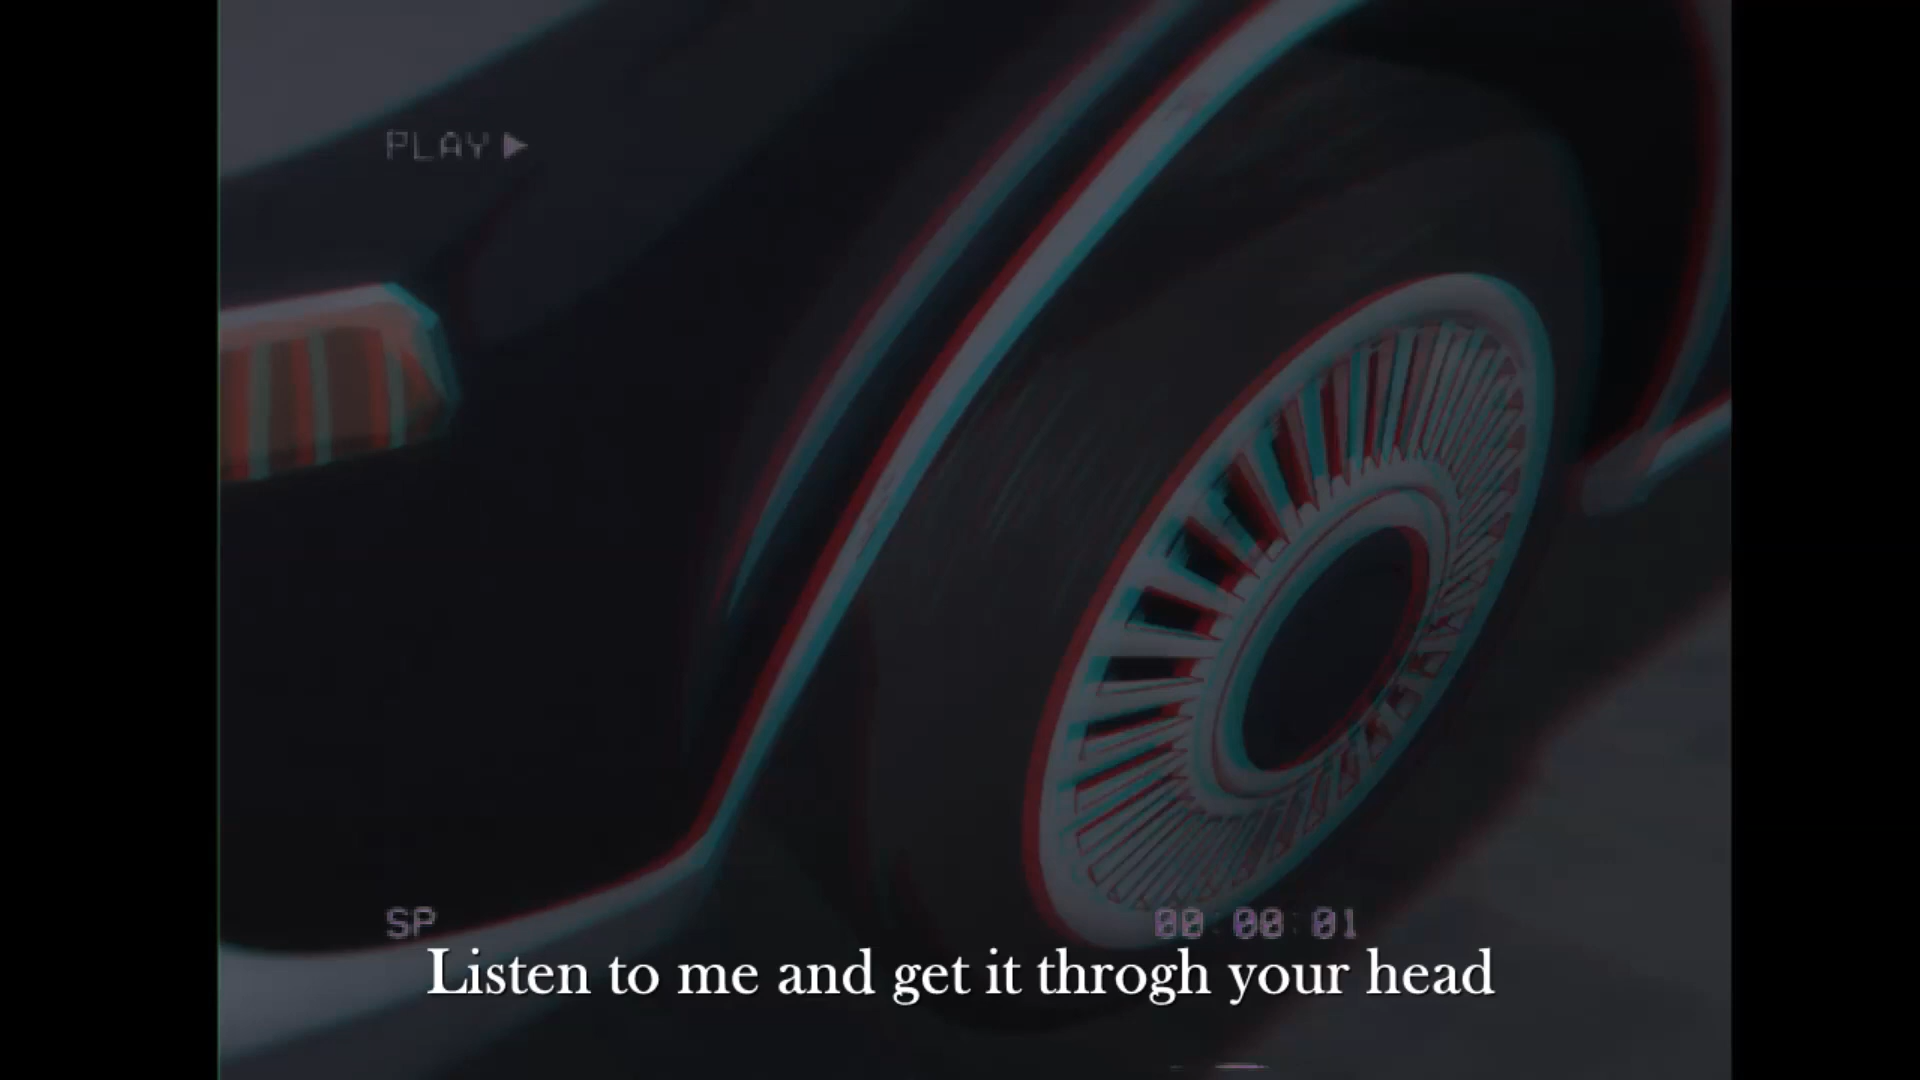 PLAY ▶
SP
00:00:01
Listen to me and get it throgh your head